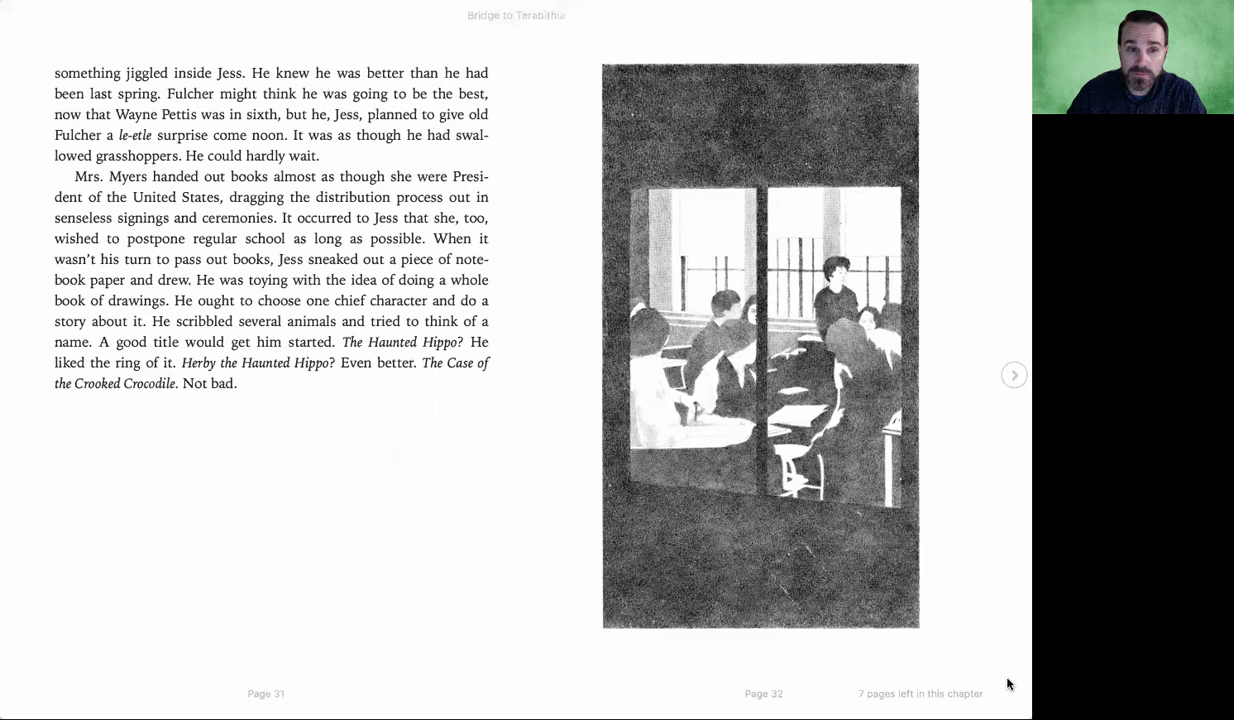 Bridge to Terabithia
something jiggled inside Jess. He knew he was better than he had
been last spring. Fulcher might think he was going to be the best,
now that Wayne Pettis was in sixth, but he, Jess, planned to give old
Fulcher a le-etle surprise come noon. It was as though he had swal-
lowed grasshoppers. He could hardly wait.
Mrs. Myers handed out books almost as though she were Presi-
dent of the United States, dragging the distribution process out in
senseless signings and ceremonies. It occurred to Jess that she, too,
wished to postpone regular school as long as possible. When it
wasn't his turn to pass out books, Jess sneaked out a piece of note-
book paper and drew. He was toying with the idea of doing a whole
book of drawings. He ought to choose one chief character and do a
story about it. He scribbled several animals and tried to think of a
name. A good title would get him started. The Haunted Hippo? He
liked the ring of it. Herby the Haunted Hippo? Even better. The Case of
the Crooked Crocodile. Not bad.
Page 31
Page 32
7 pages left in this chapter